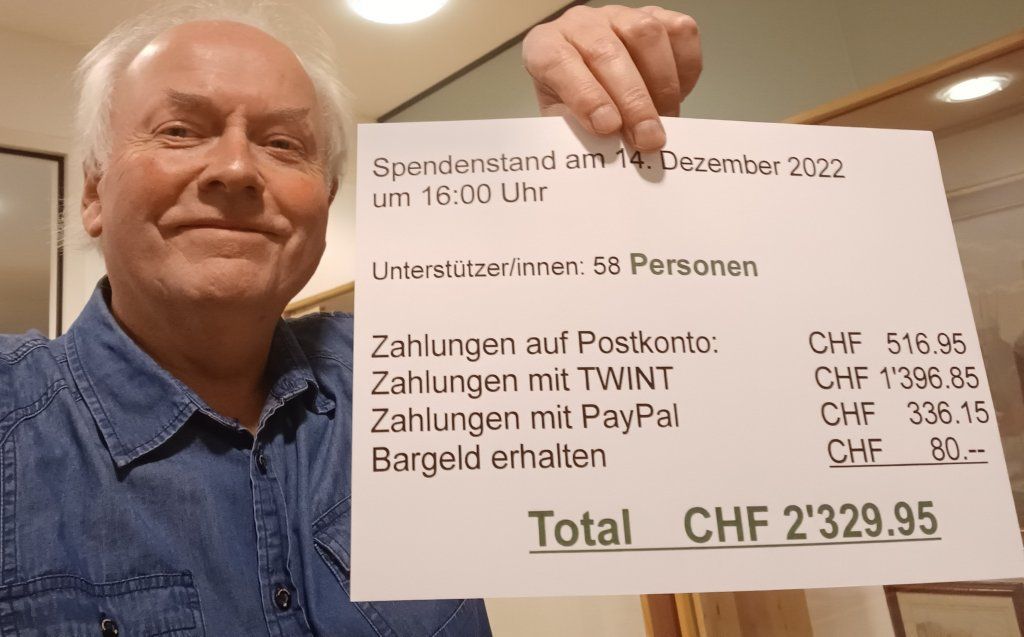 Spendenstand am 14. Dezember 2022
um 16:00 Uhr
Unterstützer/innen: 58 Personen
Zahlungen auf Postkonto: CHF 516.95
Zahlungen mit TWINT CHF 1'396.85
Zahlungen mit PayPal CHF 336.15
Bargeld erhalten CHF 80.--
Total CHF 2'329.95